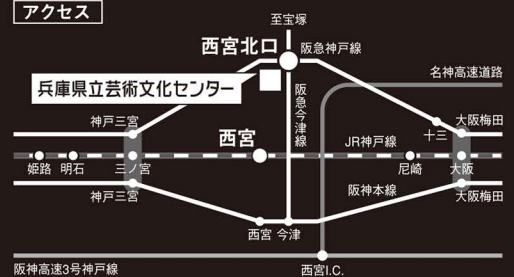 アクセス
至宝塚
西宮北口
阪急神戸線
名神高速道路
兵庫県立芸術文化センター
阪急今津線
神戸三宮
西宮
JR神戸線
十三
大阪梅田
姫路
明石
三ノ宮
尼崎
大阪
神戸三宮
阪神本線
大阪梅田
西宮
今津
阪神高速3号神戸線
西宮I.C.